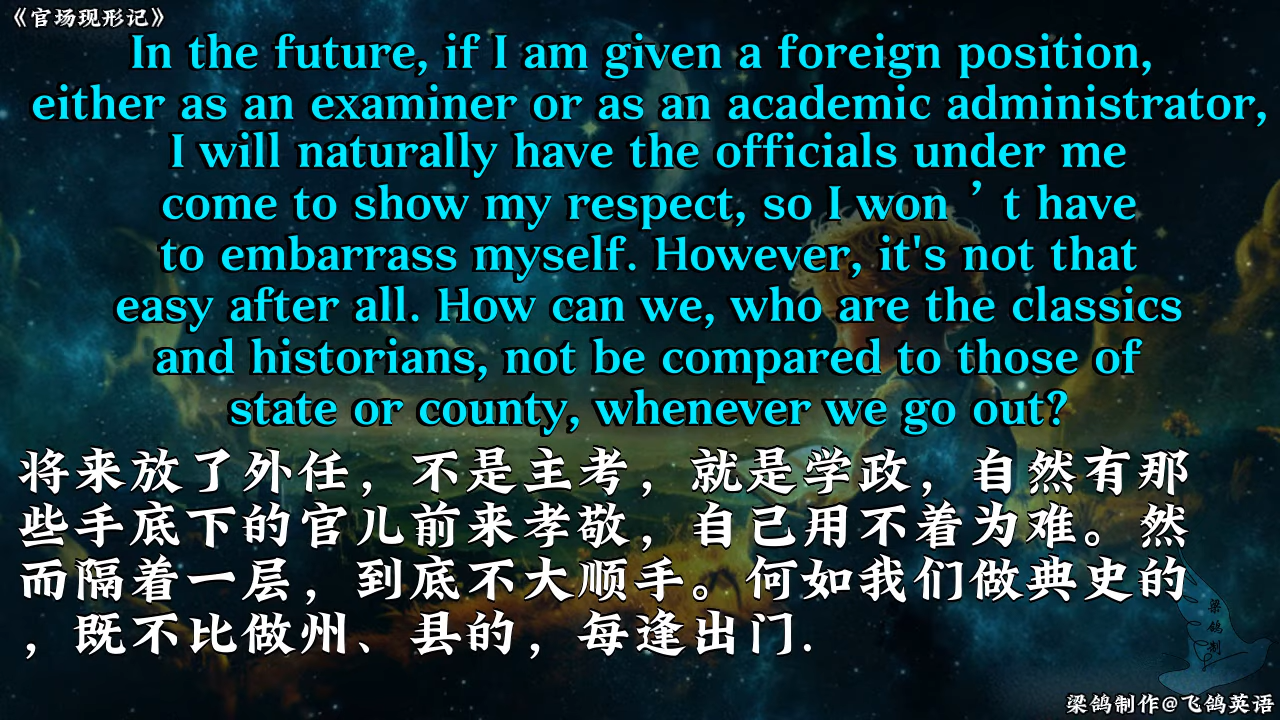 《官场现形记》
In the future, if I am given a foreign position,
either as an examiner or as an academic administrator,
I will naturally have the officials under me
come to show my respect, so I won’t have
to embarrass myself. However, it's not that
easy after all. How can we, who are the classics
and historians, not be compared to those of
state or county, whenever we go out?
将来放了外任，不是主考，就是学政，自然有那
些手底下的官儿前来孝敬，自己用不着为难。然
而隔着一层，到底不大顺手。何如我们做典史的
，既不比做州、县的，每逢出门.
梁鸽制
梁鸽制作@飞鸽英语